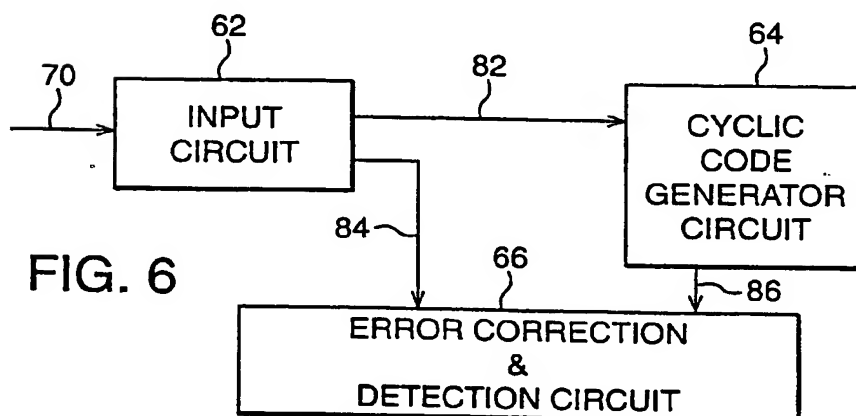 62
64
70
82
INPUT
CIRCUIT
CYCLIC
CODE
GENERATOR
CIRCUIT
84
66
86
FIG. 6
ERROR CORRECTION
&
DETECTION CIRCUIT